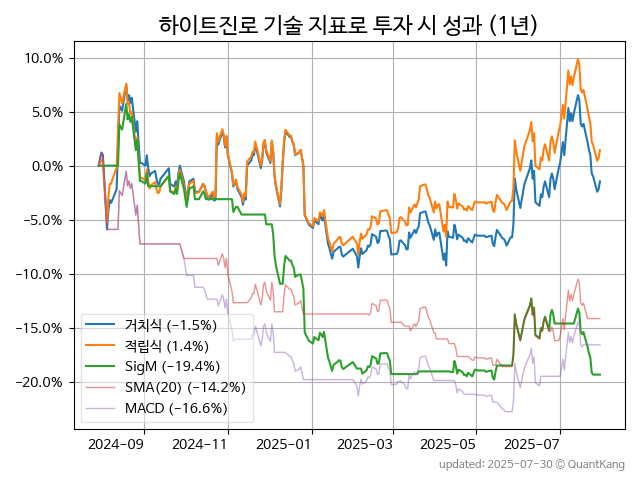 하이트진로 기술 지표로 투자 시 성과 (1년)
10.0%
5.0%
0.0%
−5.0%
−10.0%
−15.0%
−20.0%
거치식 (−1.5%)
적립식 (1.4%)
SigM (−19.4%)
SMA(20) (−14.2%)
MACD (−16.6%)
2024-09 2024-11 2025-01 2025-03 2025-05 2025-07
updated: 2025-07-30 © QuantKang